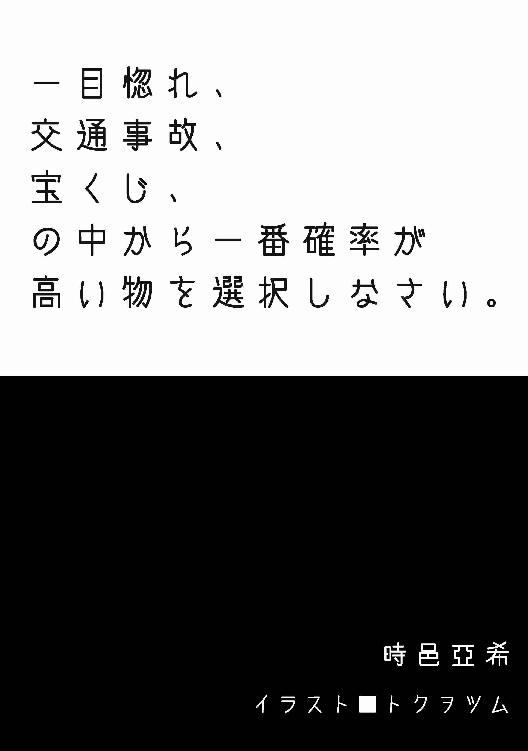 一目惚れ、
交通事故、
宝くじ、
の中から一番確率が
高い物を選択しなさい。
時邑亞希
イラスト■トクヲツム